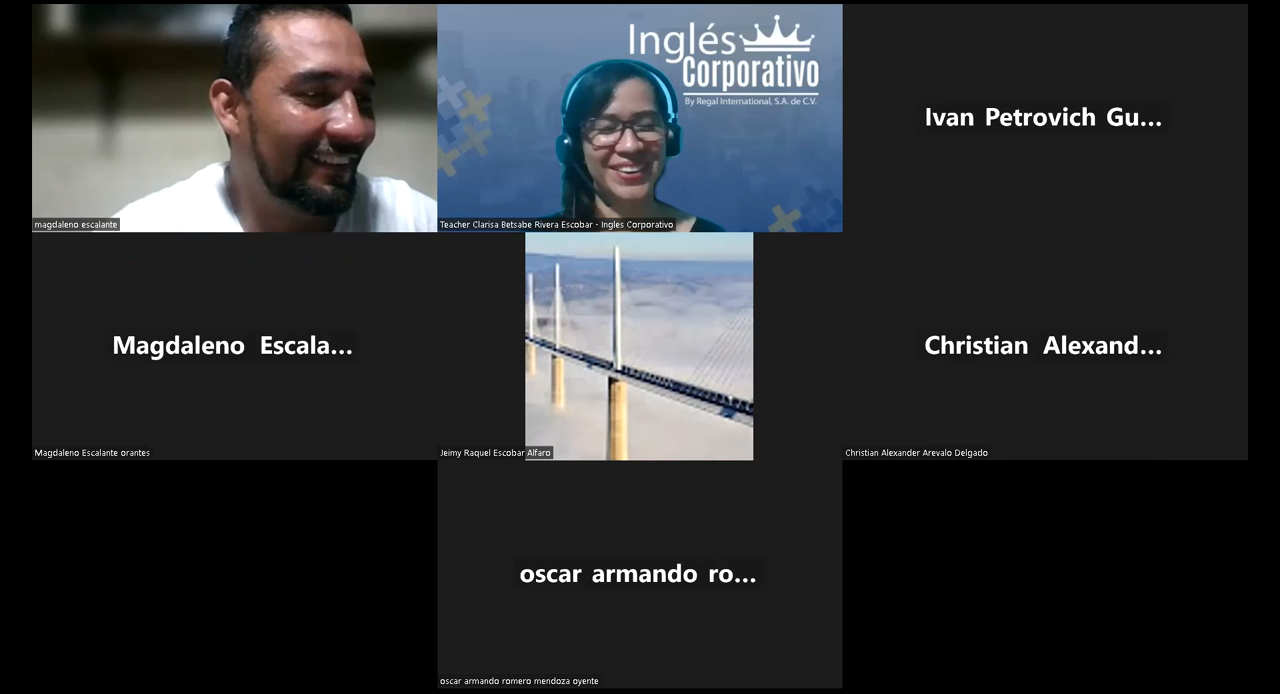 Inglés
Corporativo
By Regal International, S.A. de C.V.
Ivan Petrovich Gu...
magdaleno escalante
Teacher Clarisa Betsabe Rivera Escobar - Ingles Corporativo
Magdaleno Escala...
Christian Alexand...
Magdaleno Escalante orantes
Jeimy Raquel Escobar Alfaro
Christian Alexander Arevalo Delgado
oscar armando ro...
oscar armando romero mendoza oyente